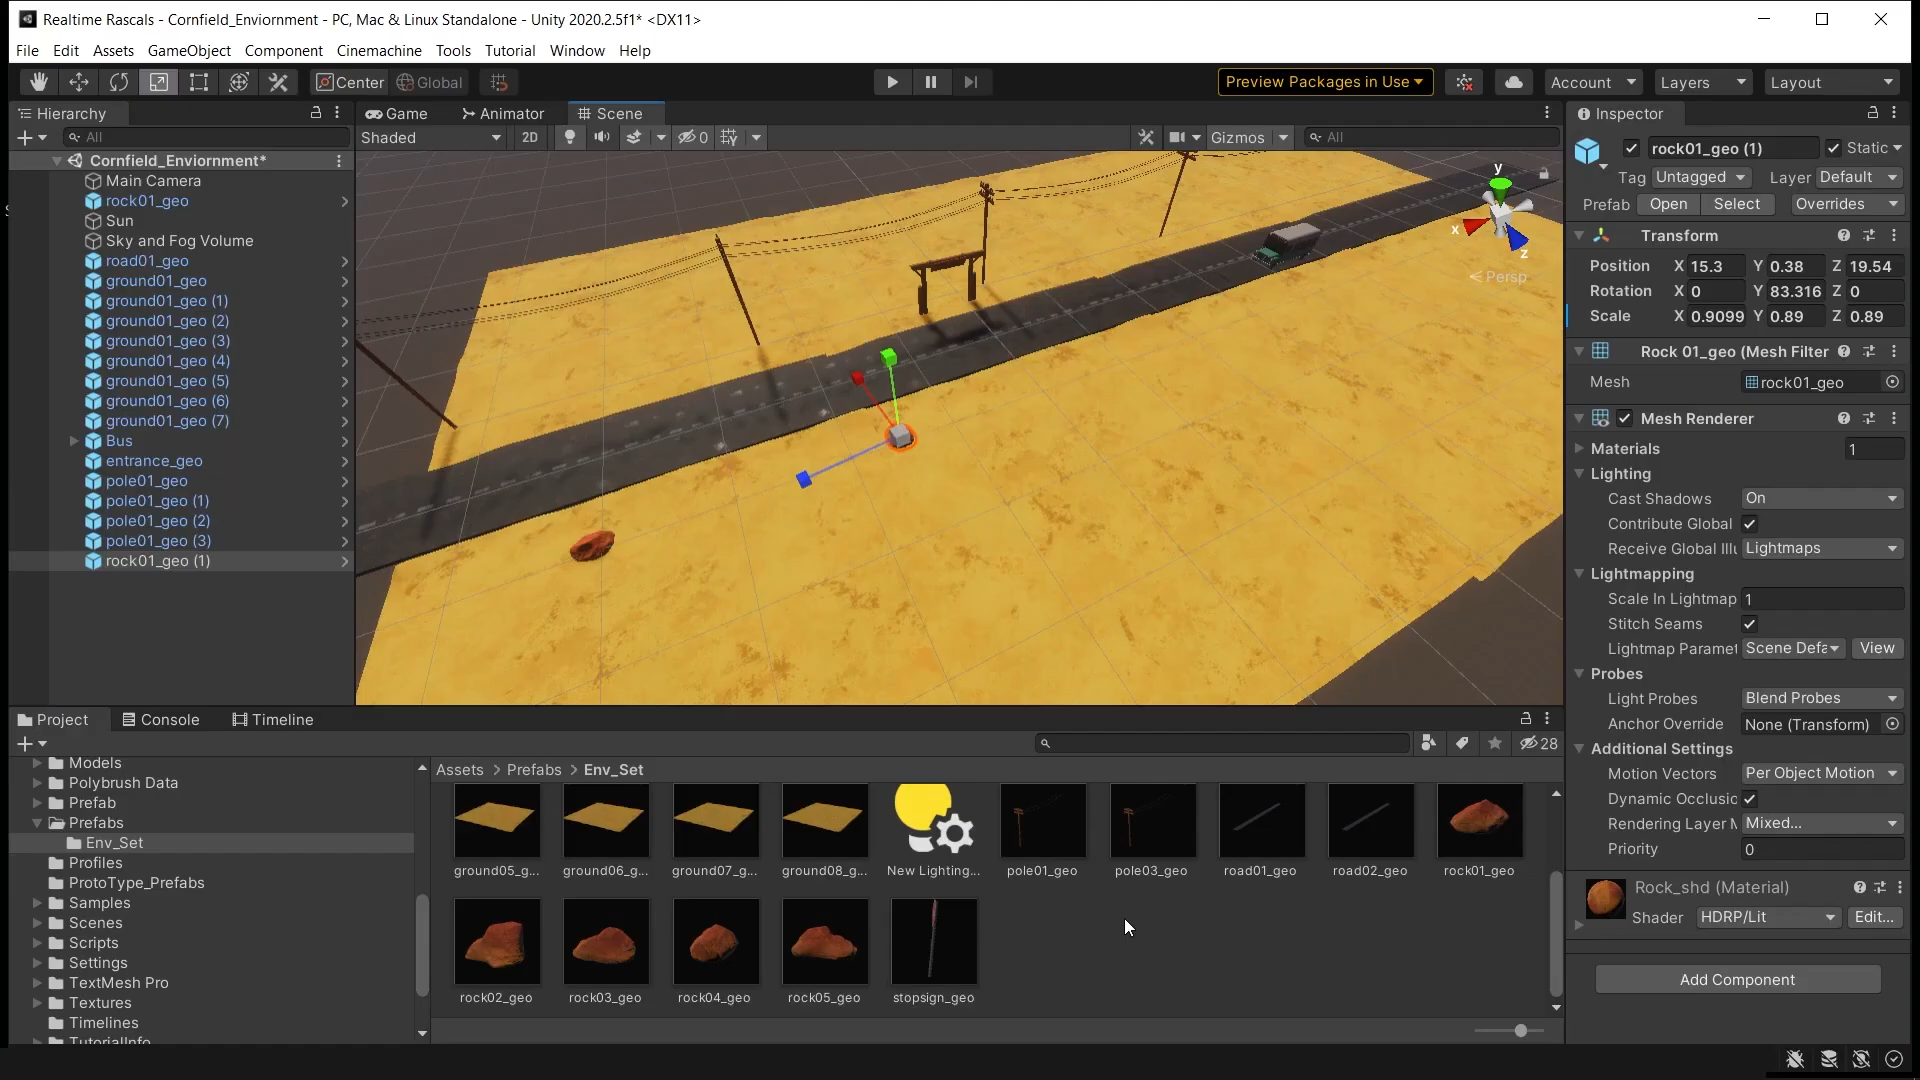 Realtime Rascals - Cornfield_Enviornment - PC, Mac & Linux Standalone - Unity 2020.2.5f1* <DX11>
File Edit Assets GameObject Component Cinemachine Tools Tutorial Window Help
Center Global Preview Packages in Use Account Layers Layout
Hierarchy
All
Cornfield_Enviornment*
Main Camera
rock01_geo
Sun
Sky and Fog Volume
road01_geo
ground01_geo
ground01_geo (1)
ground01_geo (2)
ground01_geo (3)
ground01_geo (4)
ground01_geo (5)
ground01_geo (6)
ground01_geo (7)
Bus
entrance_geo
pole01_geo
pole01_geo (1)
pole01_geo (2)
pole01_geo (3)
rock01_geo (1)
Game Animator Scene
Shaded 2D 0 Gizmos All
y
x
z
Persp
Inspector
rock01_geo (1) Static
Tag Untagged Layer Default
Prefab Open Select Overrides
Transform
Position X 15.3 Y 0.38 Z 19.54
Rotation X 0 Y 83.316 Z 0
Scale X 0.9099 Y 0.89 Z 0.89
Rock 01_geo (Mesh Filter
Mesh rock01_geo
Mesh Renderer
Materials 1
Lighting
Cast Shadows On
Contribute Global
Receive Global Illu Lightmaps
Lightmapping
Scale In Lightmap 1
Stitch Seams
Lightmap Paramet Scene Defa View
Probes
Light Probes Blend Probes
Anchor Override None (Transform)
Additional Settings
Motion Vectors Per Object Motion
Dynamic Occlusic
Rendering Layer M Mixed...
Priority 0
Rock_shd (Material)
Shader HDRP/Lit Edit...
Add Component
Project Console Timeline
28
Models
Polybrush Data
Prefab
Prefabs
Env_Set
Profiles
ProtoType_Prefabs
Samples
Scenes
Scripts
Settings
TextMesh Pro
Textures
Timelines
TutorialInfo
Assets > Prefabs > Env_Set
ground05_g... ground06_g... ground07_g... ground08_g... New Lighting... pole01_geo pole03_geo road01_geo road02_geo rock01_geo
rock02_geo rock03_geo rock04_geo rock05_geo stopsign_geo